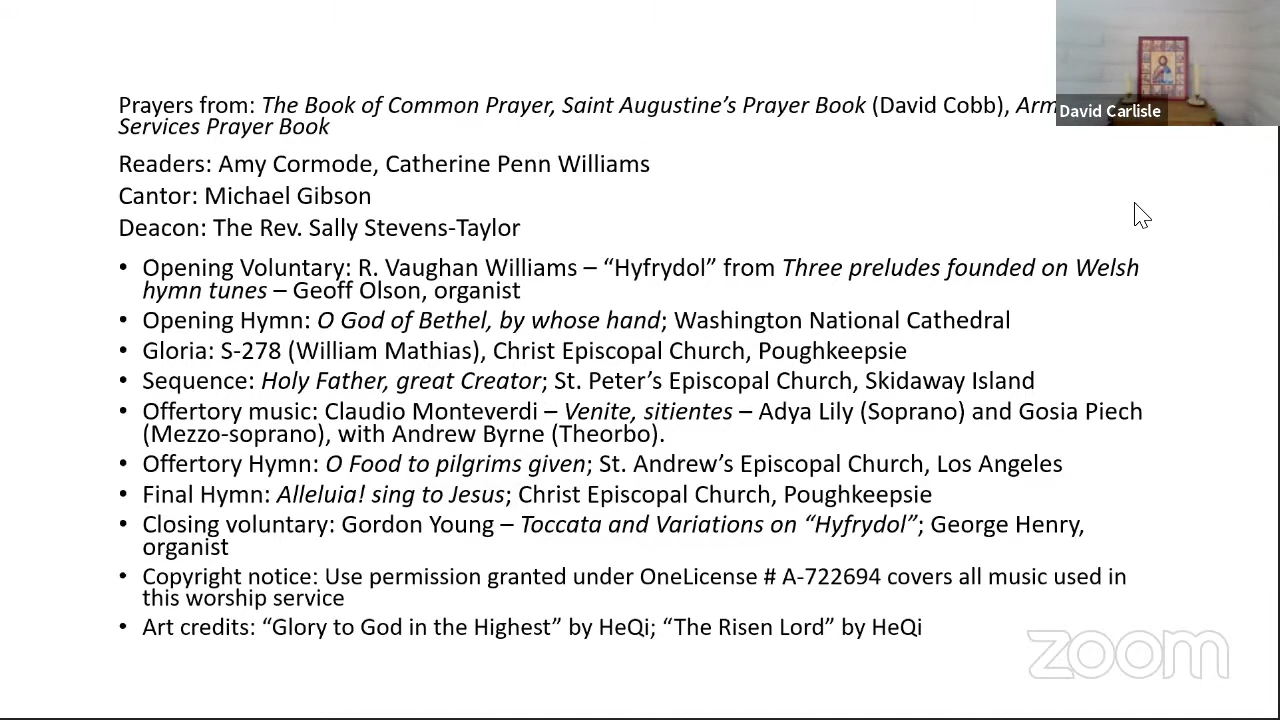 Prayers from: The Book of Common Prayer, Saint Augustine’s Prayer Book (David Cobb),
Services Prayer Book
David Carlisle
Readers: Amy Cormode, Catherine Penn Williams
Cantor: Michael Gibson
Deacon: The Rev. Sally Stevens-Taylor
• Opening Voluntary: R. Vaughan Williams – “Hyfrydol” from Three preludes founded on Welsh
hymn tunes – Geoff Olson, organist
• Opening Hymn: O God of Bethel, by whose hand; Washington National Cathedral
• Gloria: S-278 (William Mathias), Christ Episcopal Church, Poughkeepsie
• Sequence: Holy Father, great Creator; St. Peter’s Episcopal Church, Skidaway Island
• Offertory music: Claudio Monteverdi – Venite, sitientes – Adya Lily (Soprano) and Gosia Piech
(Mezzo-soprano), with Andrew Byrne (Theorbo).
• Offertory Hymn: O Food to pilgrims given; St. Andrew’s Episcopal Church, Los Angeles
• Final Hymn: Alleluia! sing to Jesus; Christ Episcopal Church, Poughkeepsie
• Closing voluntary: Gordon Young – Toccata and Variations on “Hyfrydol”; George Henry,
organist
• Copyright notice: Use permission granted under OneLicense # A-722694 covers all music used in
this worship service
• Art credits: “Glory to God in the Highest” by HeQi; “The Risen Lord” by HeQi
zoom